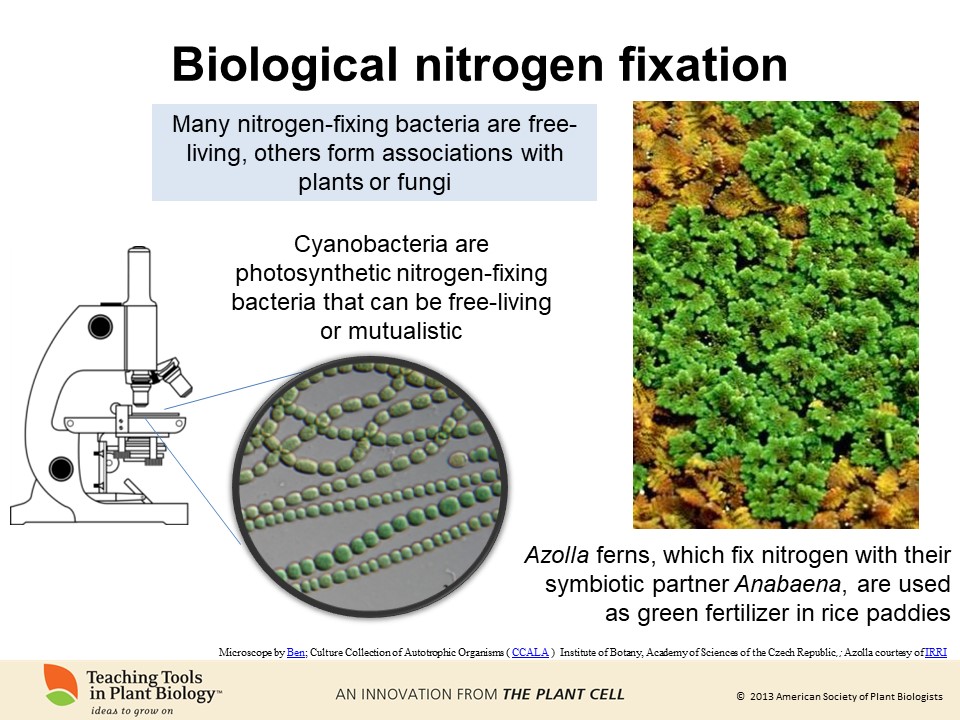 Biological nitrogen fixation
Many nitrogen-fixing bacteria are free-
living, others form associations with
plants or fungi
Cyanobacteria are
photosynthetic nitrogen-fixing
bacteria that can be free-living
or mutualistic
Azolla ferns, which fix nitrogen with their
symbiotic partner Anabaena, are used
as green fertilizer in rice paddies
Microscope by Ben; Culture Collection of Autotrophic Organisms ( CCALA ) Institute of Botany, Academy of Sciences of the Czech Republic,; Azolla courtesy of IRRI
Teaching Tools
in Plant Biology™
ideas to grow on
AN INNOVATION FROM THE PLANT CELL
© 2013 American Society of Plant Biologists